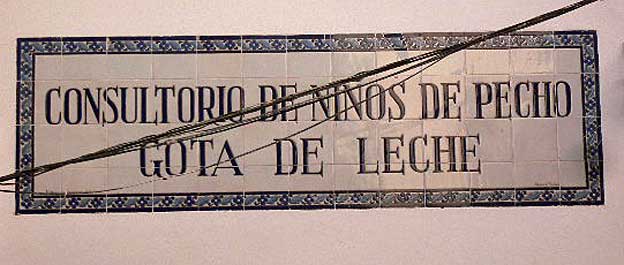 CONSULTORIO DE NIÑOS DE PECHO
GOTA DE LECHE